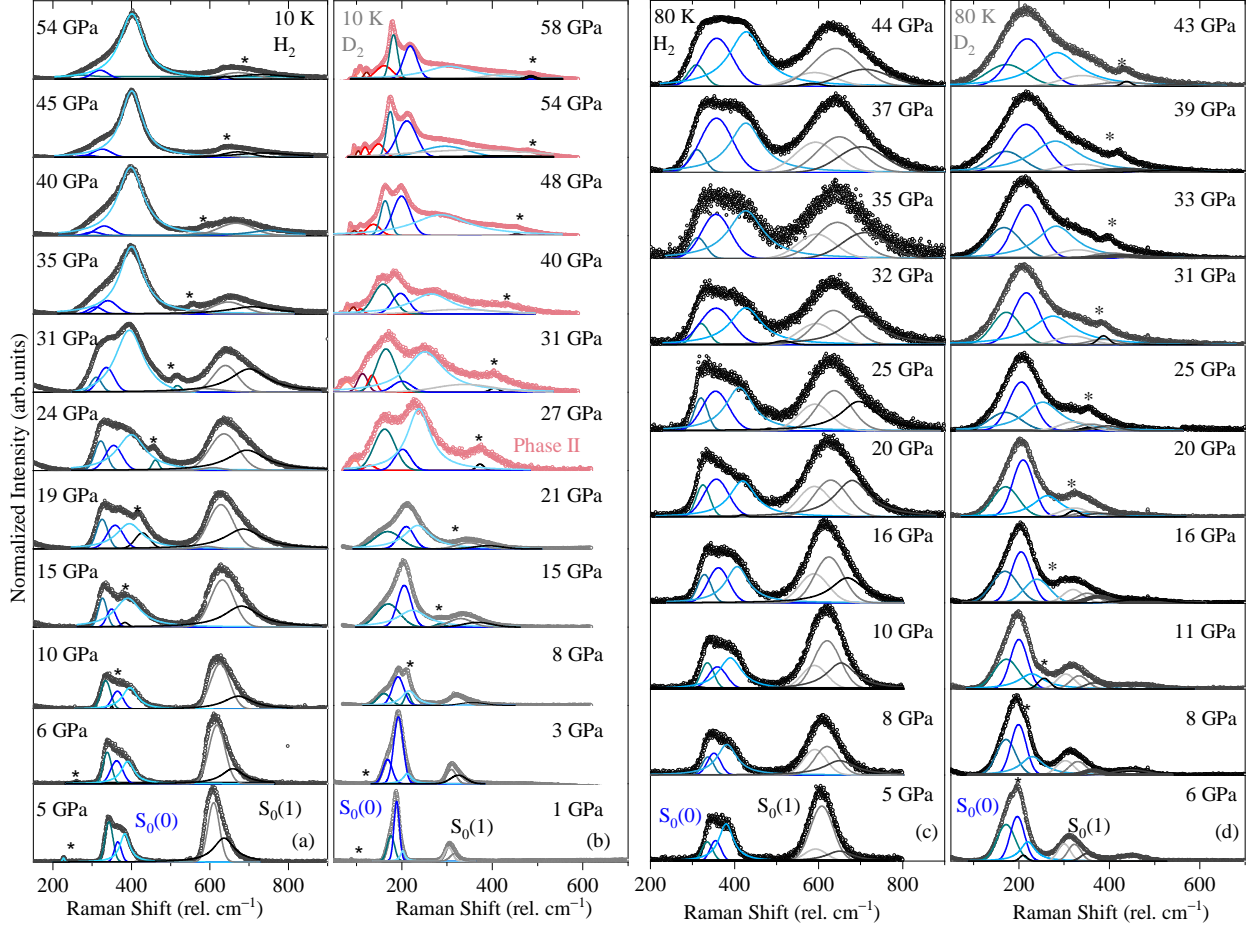 Normalized Intensity (arb.units)
54 GPa
10 K
H₂
*
45 GPa
*
40 GPa
*
35 GPa
*
31 GPa
*
24 GPa
*
19 GPa
*
15 GPa
*
10 GPa
*
6 GPa
*
5 GPa
*
S₀(0)
S₀(1)
(a)
200 400 600 800
Raman Shift (rel. cm⁻¹)
10 K
D₂
58 GPa
*
54 GPa
*
48 GPa
*
40 GPa
*
31 GPa
*
27 GPa
Phase II
*
21 GPa
*
15 GPa
*
8 GPa
*
3 GPa
*
1 GPa
S₀(0)
*
S₀(1)
(b)
200 400 600
Raman Shift (rel. cm⁻¹)
80 K
H₂
44 GPa
37 GPa
35 GPa
32 GPa
25 GPa
20 GPa
16 GPa
10 GPa
8 GPa
5 GPa
S₀(0)
S₀(1)
(c)
200 400 600 800
Raman Shift (rel. cm⁻¹)
80 K
D₂
43 GPa
*
39 GPa
*
33 GPa
*
31 GPa
*
25 GPa
*
20 GPa
*
16 GPa
*
11 GPa
*
8 GPa
*
6 GPa
*
S₀(0)
S₀(1)
(d)
200 400 600
Raman Shift (rel. cm⁻¹)